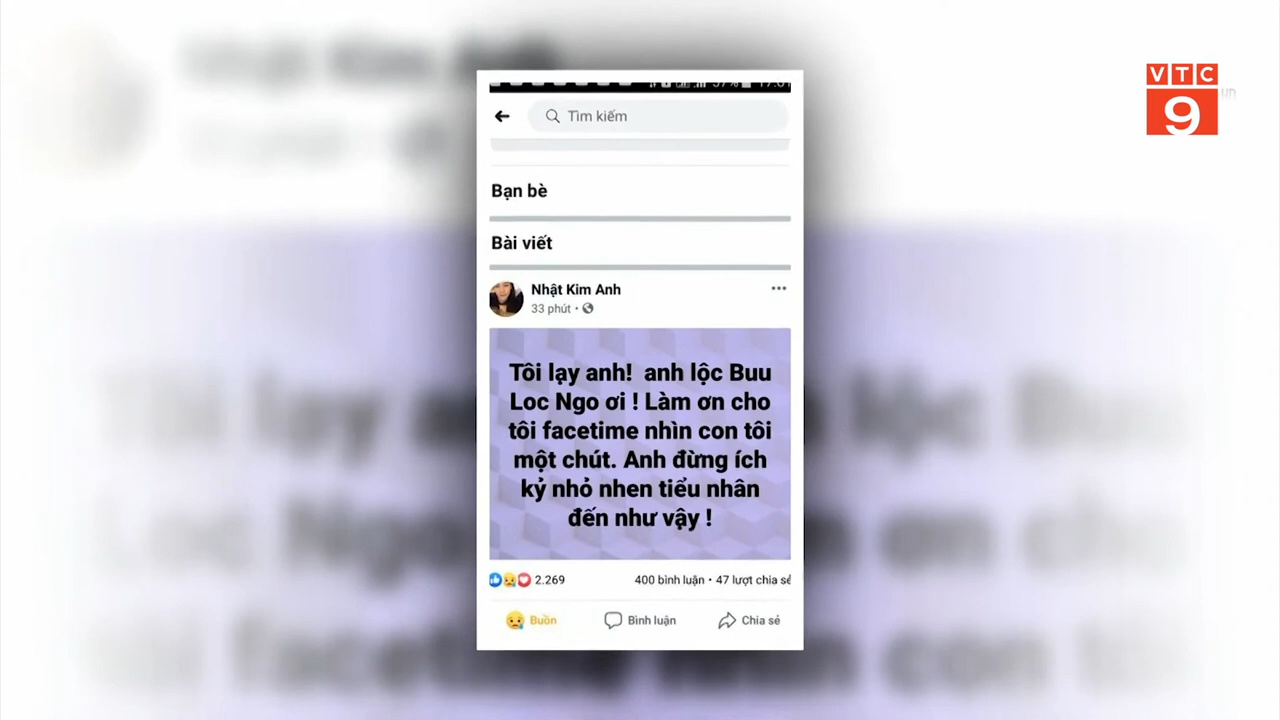 VTC
9
Tìm kiếm
Bạn bè
Bài viết
Nhật Kim Anh
33 phút
Tôi lạy anh! anh lộc Buu
Loc Ngo ơi ! Làm ơn cho
tôi facetime nhìn con tôi
một chút. Anh đừng ích
kỷ nhỏ nhen tiểu nhân
đến như vậy !
2.269
400 bình luận • 47 lượt chia sẻ
Buồn
Bình luận
Chia sẻ